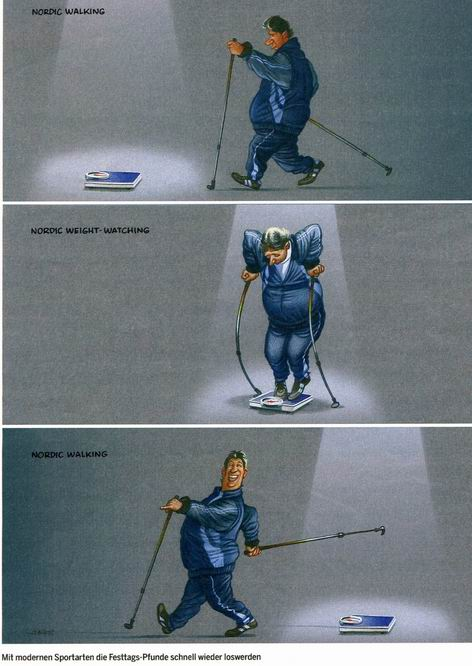 NORDIC WALKING
NORDIC WEIGHT-WATCHING
NORDIC WALKING
Mit modernen Sportarten die Festtags-Pfunde schnell wieder loswerden